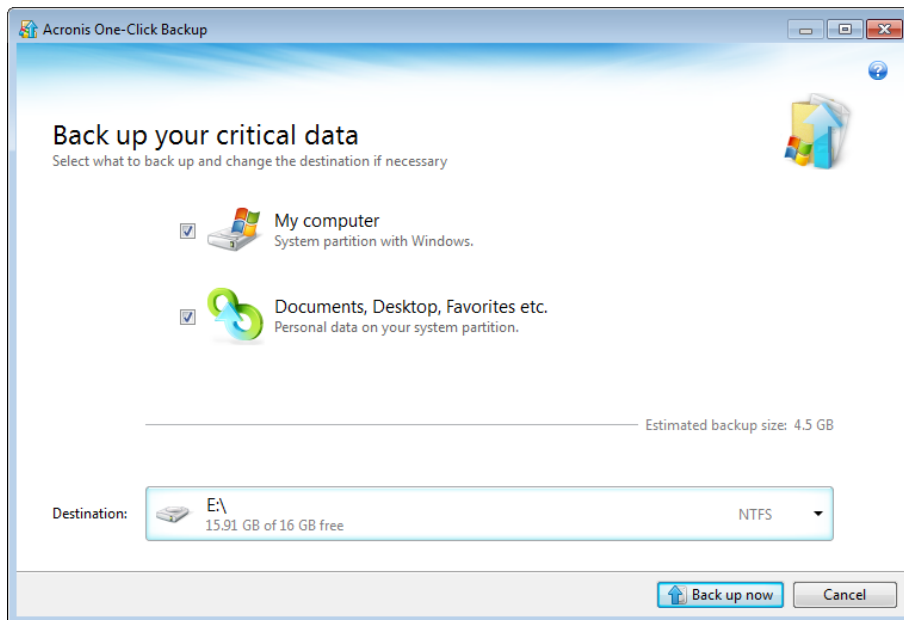 Acronis One-Click Backup
Back up your critical data
Select what to back up and change the destination if necessary
My computer
System partition with Windows.
Documents, Desktop, Favorites etc.
Personal data on your system partition.
Estimated backup size: 4.5 GB
Destination:
E:\
15.91 GB of 16 GB free
NTFS
Back up now
Cancel